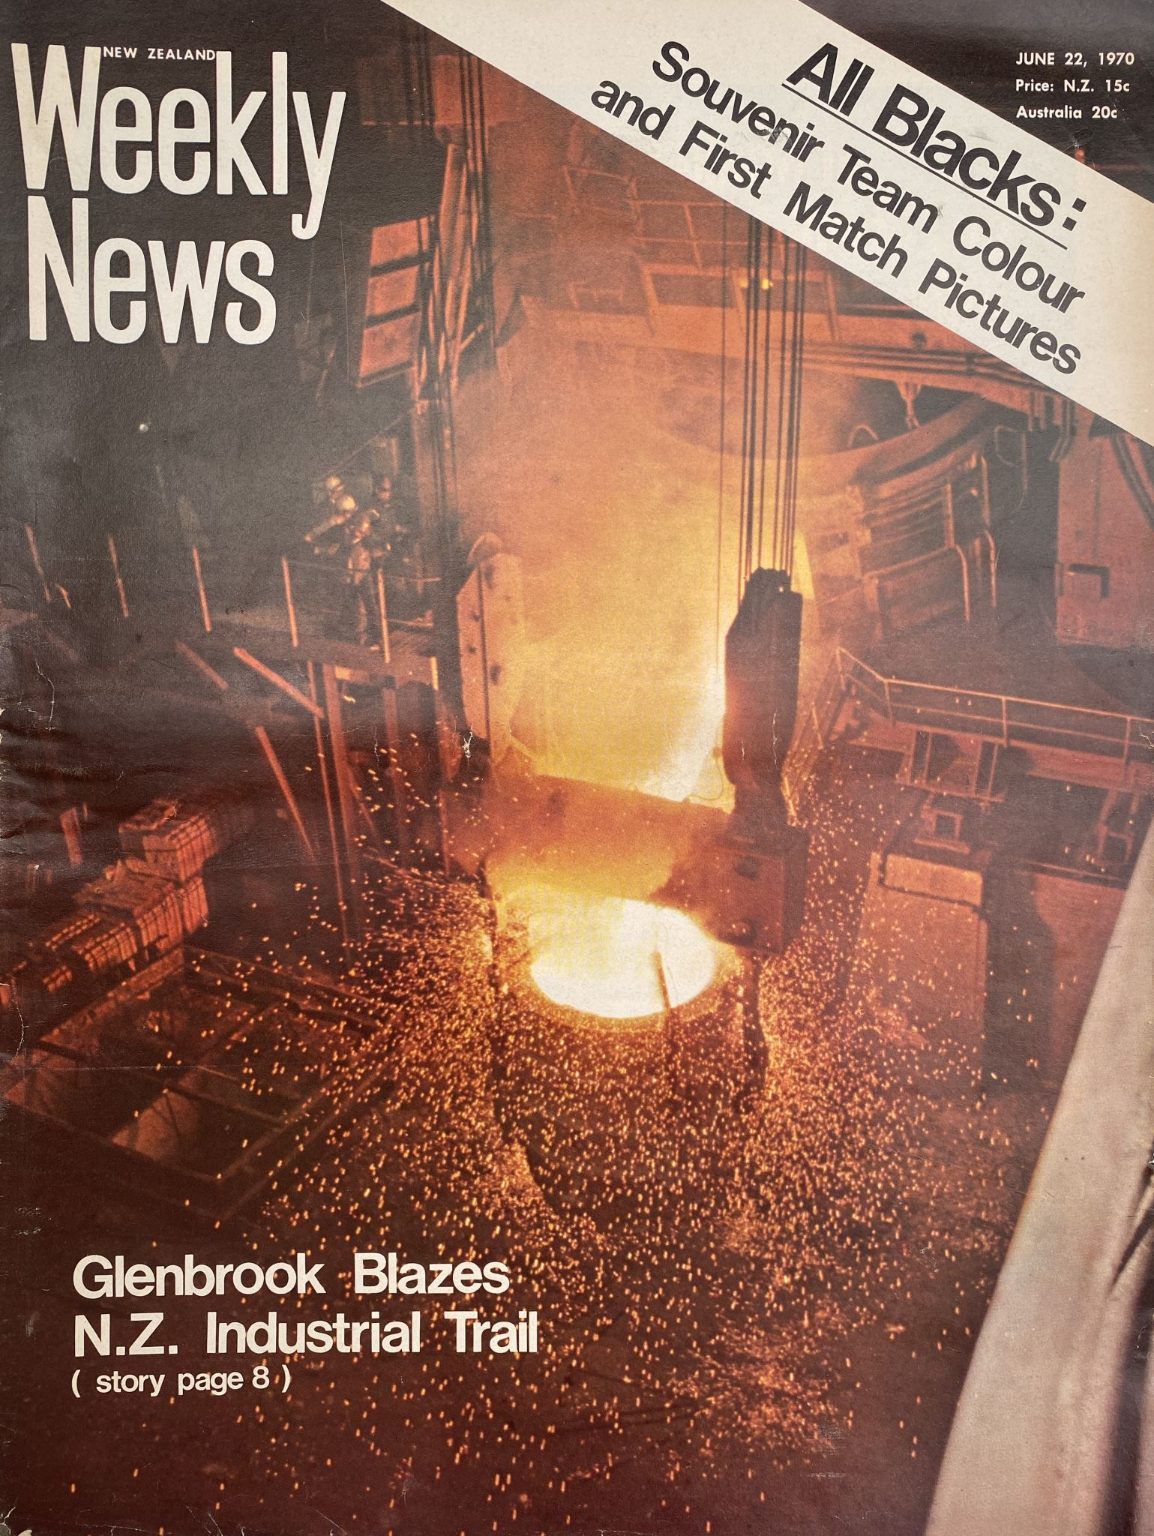 NEW ZEALAND
Weekly
News
JUNE 22, 1970
Price: N.Z. 15c
Australia 20c
All Blacks:
Souvenir Team Colour
and First Match Pictures
Glenbrook Blazes
N.Z. Industrial Trail
( story page 8 )